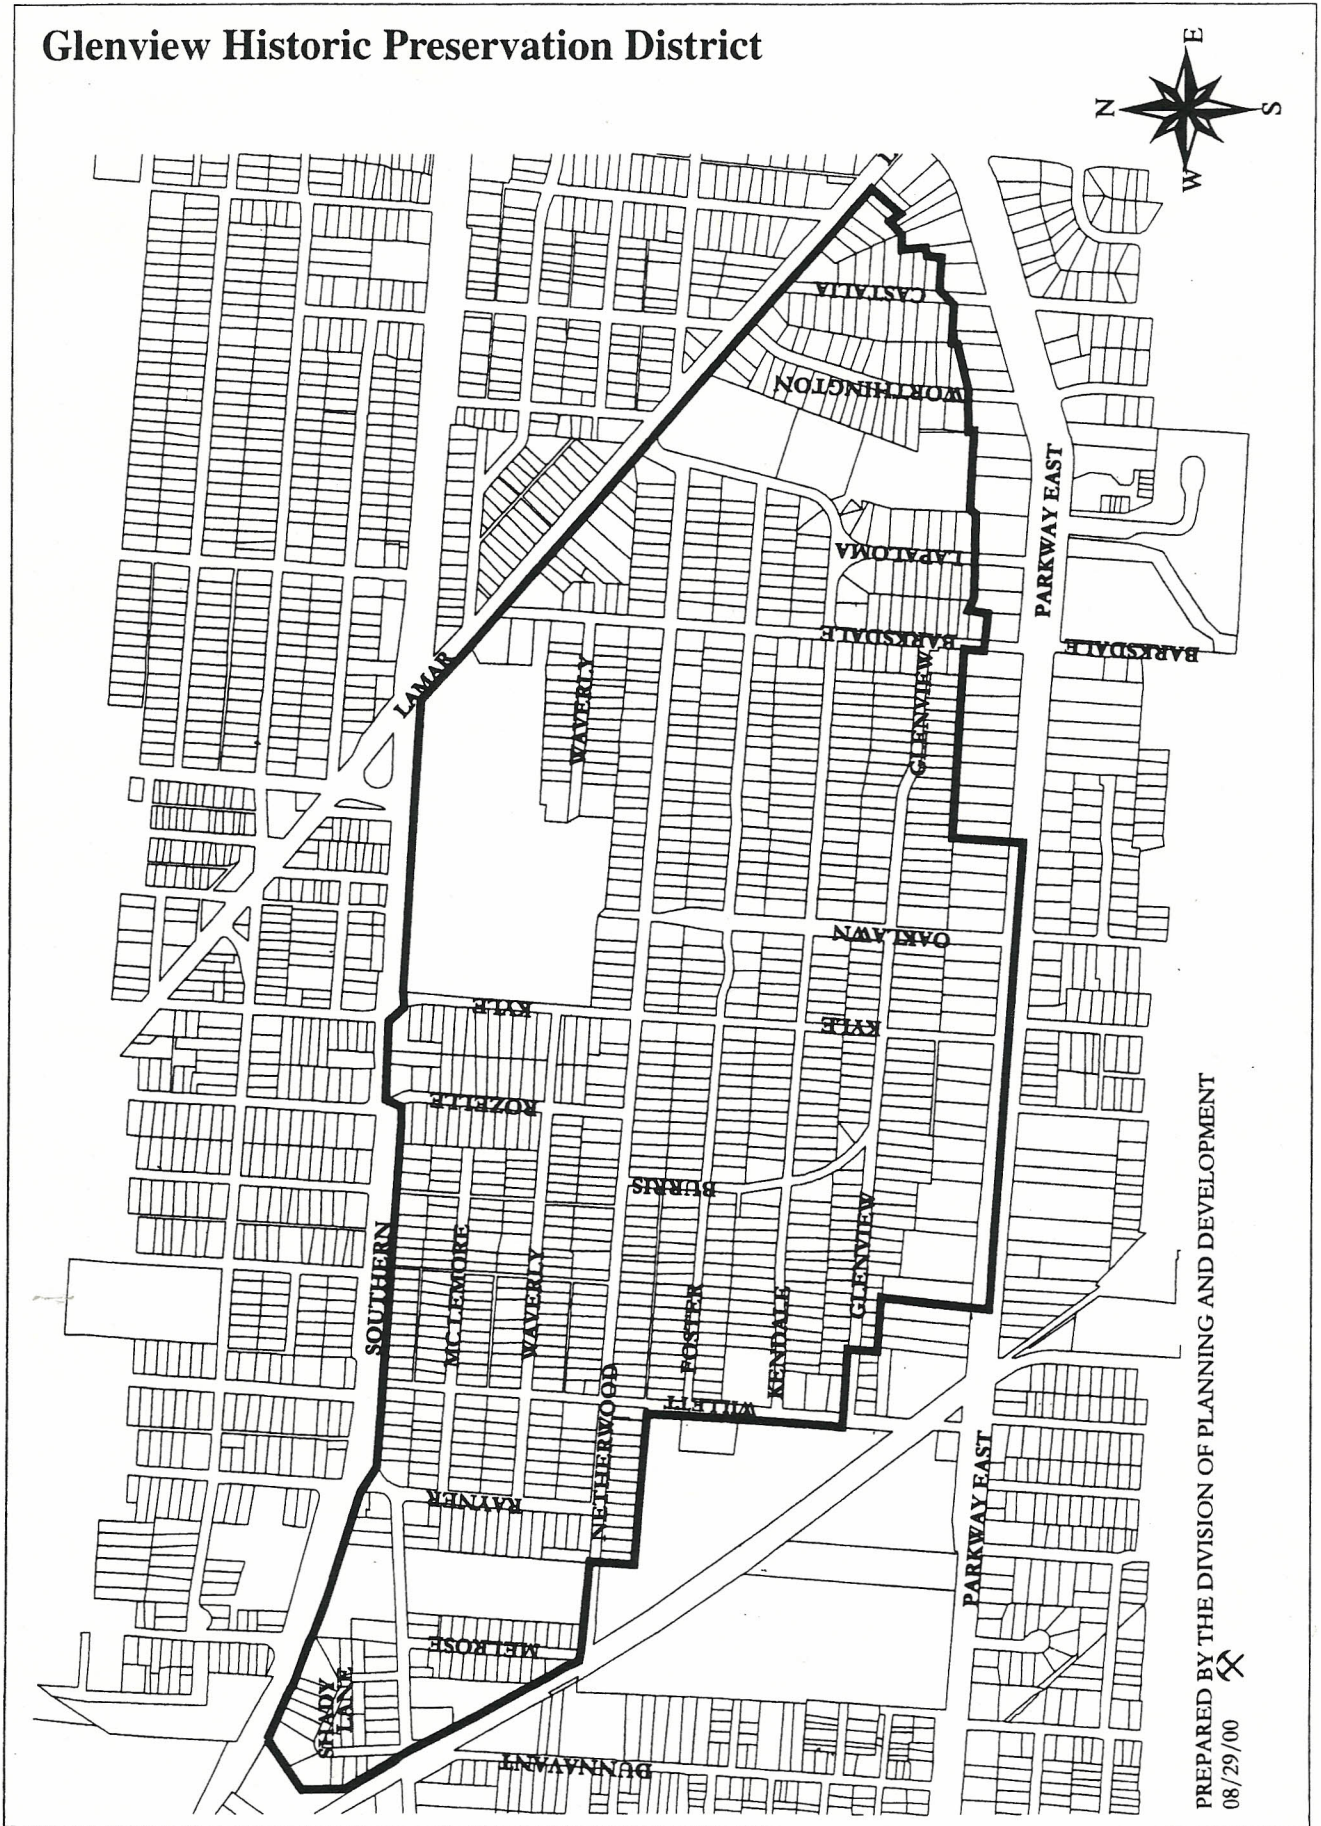 Glenview Historic Preservation District
N
E
S
W
CASTALIA
WORTHINGTON
PARKWAY EAST
LAPALOMA
BARKSDALE
BARKSDALE
LAMAR
WAVERLY
GLENVIEW
OAKLAWN
KYLE
KYLE
ROZELLE
BURRIS
SOUTHERN
MC LEMORE
WAVERLY
GLENVIEW
FOSTER
KENDALE
WILLETT
NETHERWOOD
RAYNER
PARKWAY EAST
MELROSE
SHADY
LANE
DUNNAVANT
PREPARED BY THE DIVISION OF PLANNING AND DEVELOPMENT
08/29/00